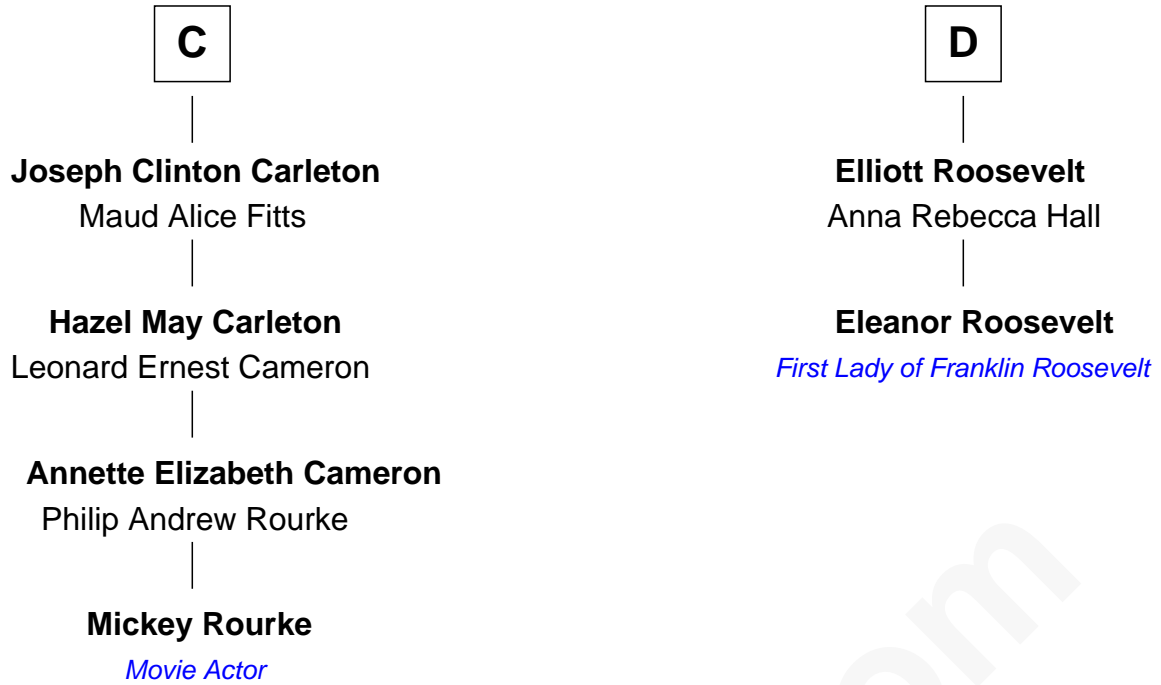 C
Joseph Clinton Carleton
Maud Alice Fitts
Hazel May Carleton
Leonard Ernest Cameron
Annette Elizabeth Cameron
Philip Andrew Rourke
Mickey Rourke
Movie Actor
D
Elliott Roosevelt
Anna Rebecca Hall
Eleanor Roosevelt
First Lady of Franklin Roosevelt
om